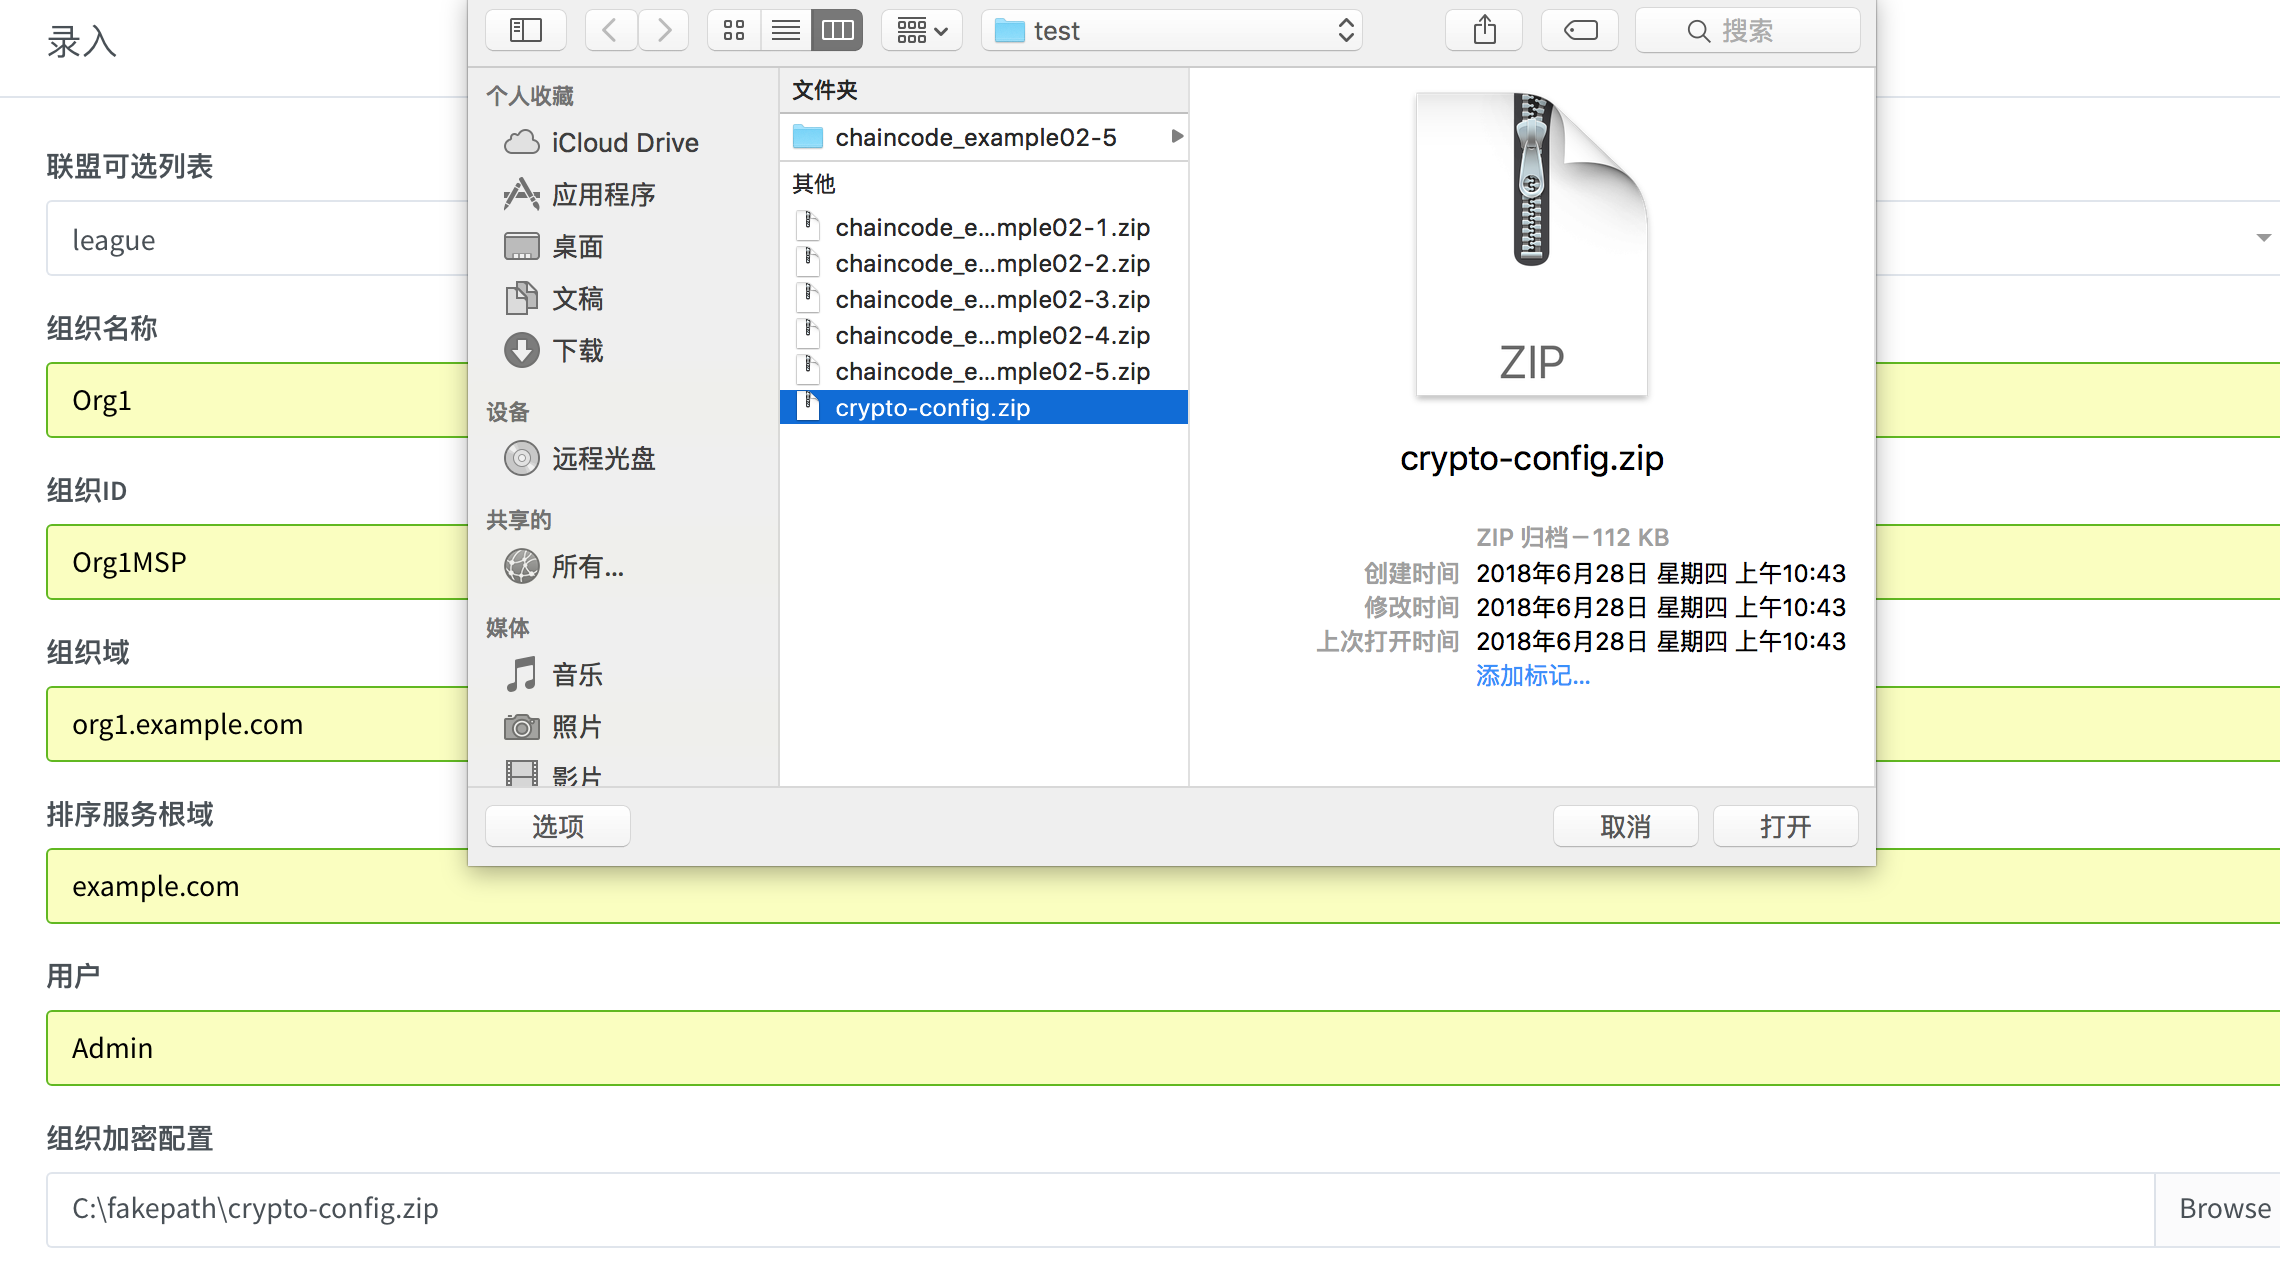 录入
联盟可选列表
league
组织名称
Org1
组织ID
Org1MSP
组织域
org1.example.com
排序服务根域
example.com
用户
Admin
组织加密配置
C:\fakepath\crypto-config.zip
Browse
test
搜索
个人收藏
iCloud Drive
应用程序
桌面
文稿
下载
设备
远程光盘
共享的
所有...
媒体
音乐
照片
影片
文件夹
chaincode_example02-5
其他
chaincode_e...mple02-1.zip
chaincode_e...mple02-2.zip
chaincode_e...mple02-3.zip
chaincode_e...mple02-4.zip
chaincode_e...mple02-5.zip
crypto-config.zip
ZIP
crypto-config.zip
ZIP 归档 – 112 KB
创建时间 2018年6月28日 星期四 上午10:43
修改时间 2018年6月28日 星期四 上午10:43
上次打开时间 2018年6月28日 星期四 上午10:43
添加标记...
选项
取消
打开